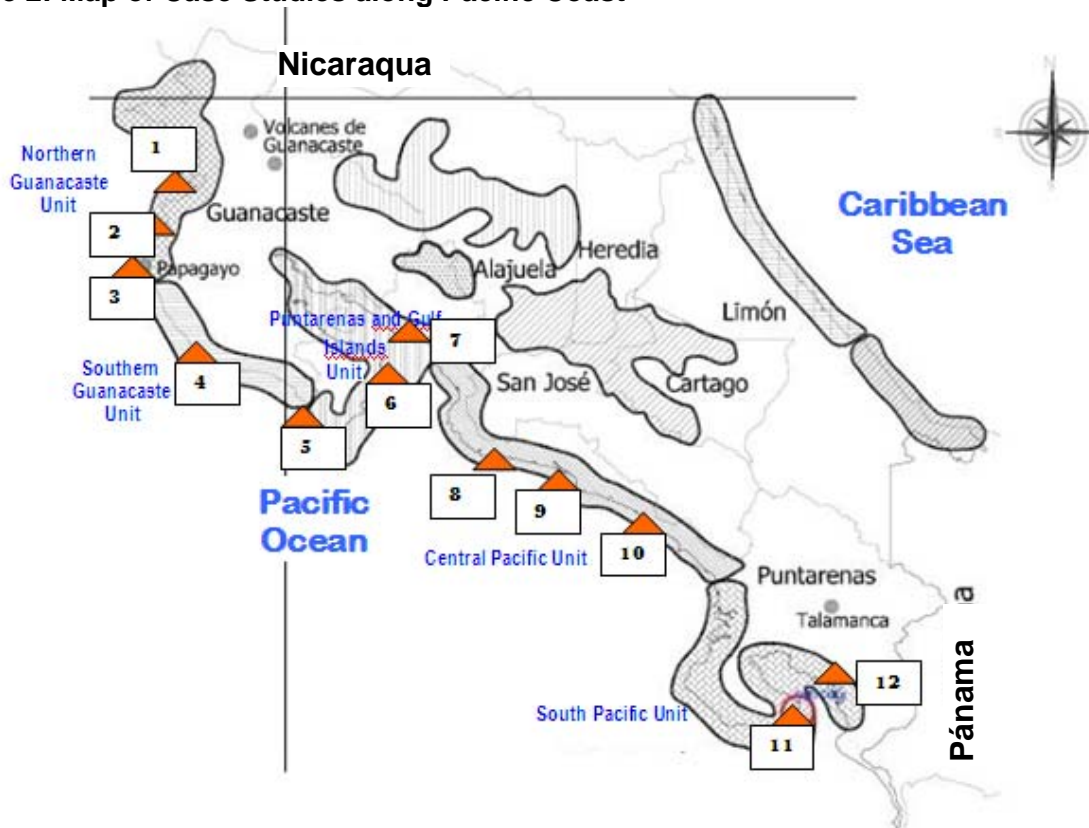 Nicaraqua
N
Volcanes de
Guanacaste
1
Northern
Guanacaste
Unit
Guanacaste
Caribbean
Sea
2
Heredia
Papagayo
Alajuela
3
Limón
Puntarenas and Gulf
Islands
Unit
7
Southern
Guanacaste
Unit
4
San José
Cartago
6
5
8
9
Pacific
Ocean
10
Central Pacific Unit
Puntarenas
a
Talamanca
Pánama
12
South Pacific Unit
11